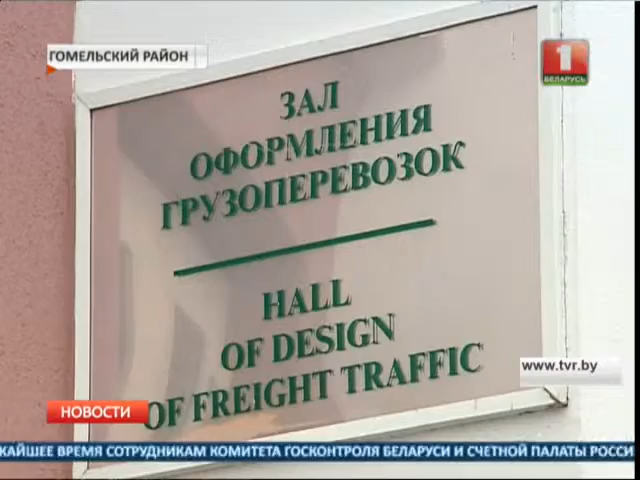 ГОМЕЛЬСКИЙ РАЙОН
1
БЕЛАРУСЬ
ЗАЛ
ОФОРМЛЕНИЯ
ГРУЗОПЕРЕВОЗОК
HALL
OF DESIGN
OF FREIGHT TRAFFIC
www.tvr.by
НОВОСТИ
ЖАЙШЕЕ ВРЕМЯ СОТРУДНИКАМ КОМИТЕТА ГОСКОНТРОЛЯ БЕЛАРУСИ И СЧЕТНОЙ ПАЛАТЫ РОССИ